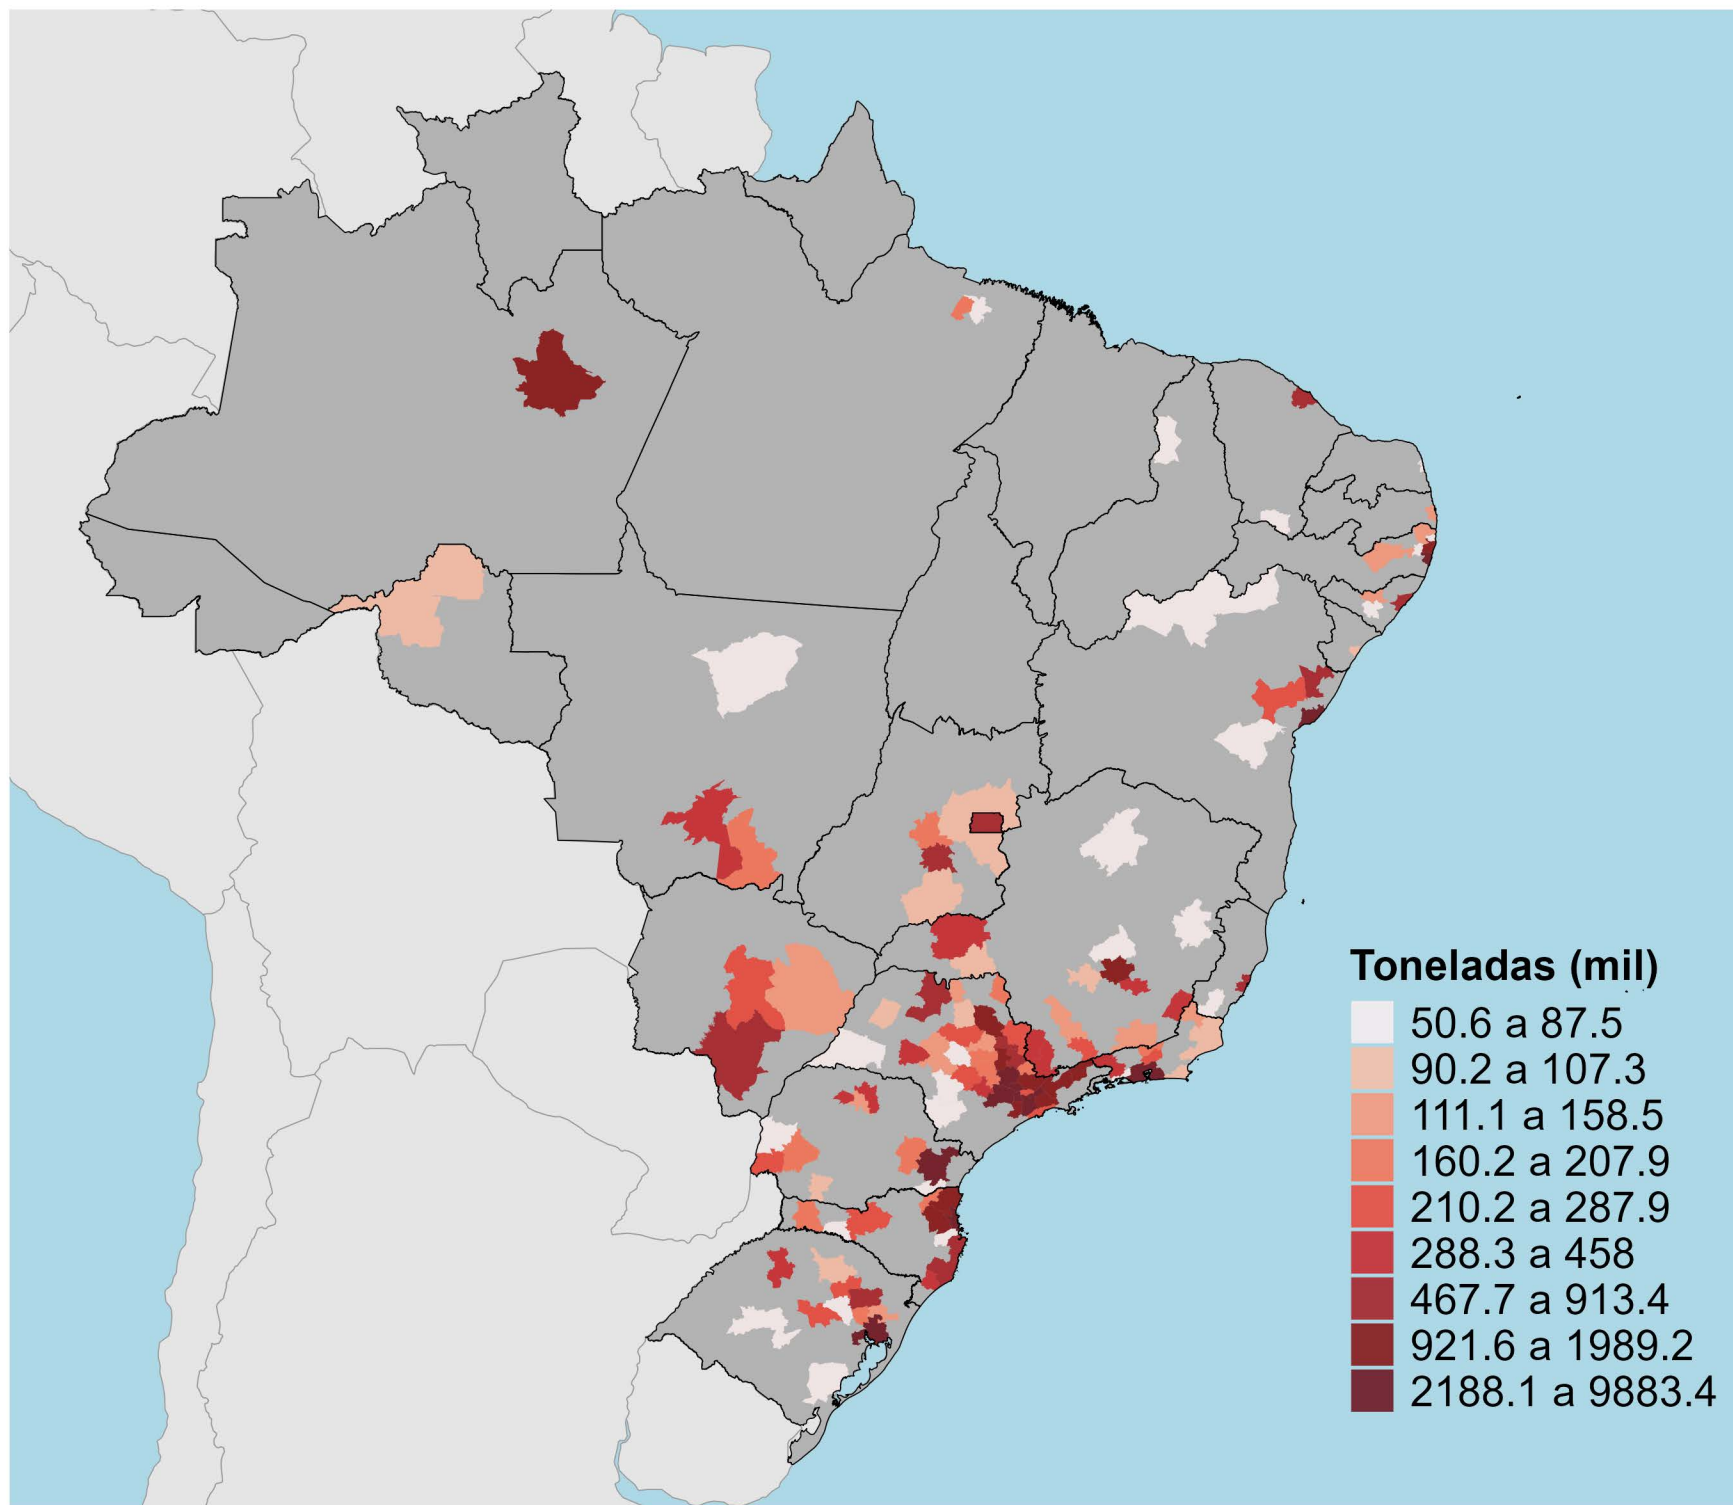 Toneladas (mil)
50.6 a 87.5
90.2 a 107.3
111.1 a 158.5
160.2 a 207.9
210.2 a 287.9
288.3 a 458
467.7 a 913.4
921.6 a 1989.2
2188.1 a 9883.4